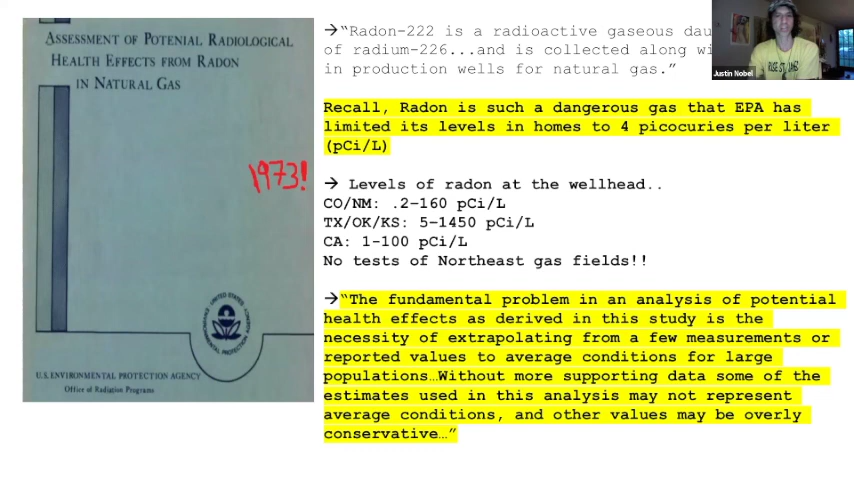 ASSESSMENT OF POTENIAL RADIOLOGICAL
HEALTH EFFECTS FROM RADON
IN NATURAL GAS
1973!
UNITED STATES
ENVIRONMENTAL PROTECTION AGENCY
U.S. ENVIRONMENTAL PROTECTION AGENCY
Office of Radiation Programs
→“Radon-222 is a radioactive gaseous dau
of radium-226...and is collected along wi
in production wells for natural gas.”
Recall, Radon is such a dangerous gas that EPA has
limited its levels in homes to 4 picocuries per liter
(pCi/L)
→ Levels of radon at the wellhead..
CO/NM: .2–160 pCi/L
TX/OK/KS: 5–1450 pCi/L
CA: 1-100 pCi/L
No tests of Northeast gas fields!!
→“The fundamental problem in an analysis of potential
health effects as derived in this study is the
necessity of extrapolating from a few measurements or
reported values to average conditions for large
populations…Without more supporting data some of the
estimates used in this analysis may not represent
average conditions, and other values may be overly
conservative…”
Justin Nobel